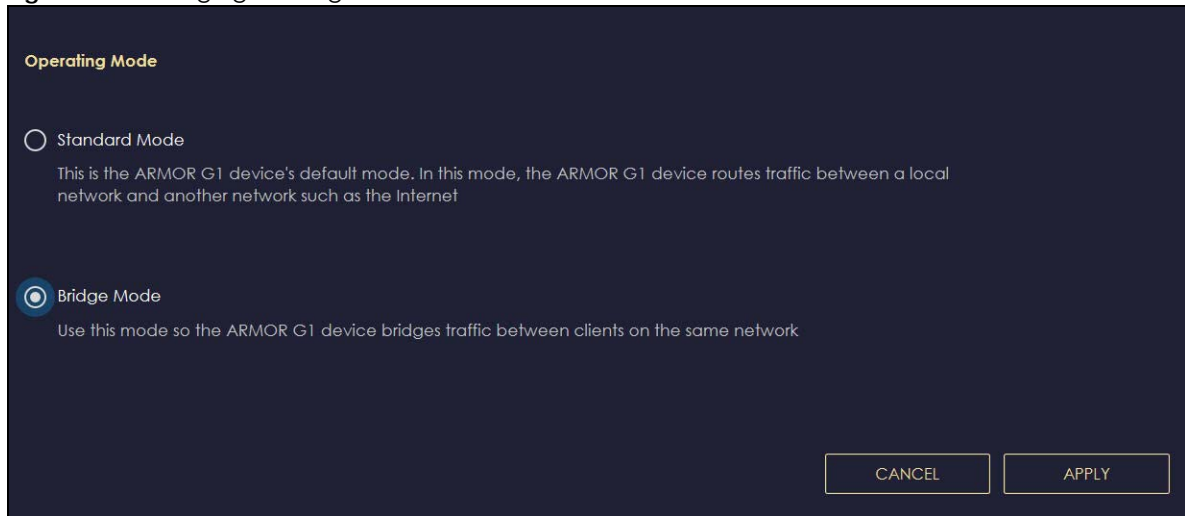 Operating Mode
Standard Mode
This is the ARMOR G1 device's default mode. In this mode, the ARMOR G1 device routes traffic between a local
network and another network such as the Internet
Bridge Mode
Use this mode so the ARMOR G1 device bridges traffic between clients on the same network
CANCEL
APPLY